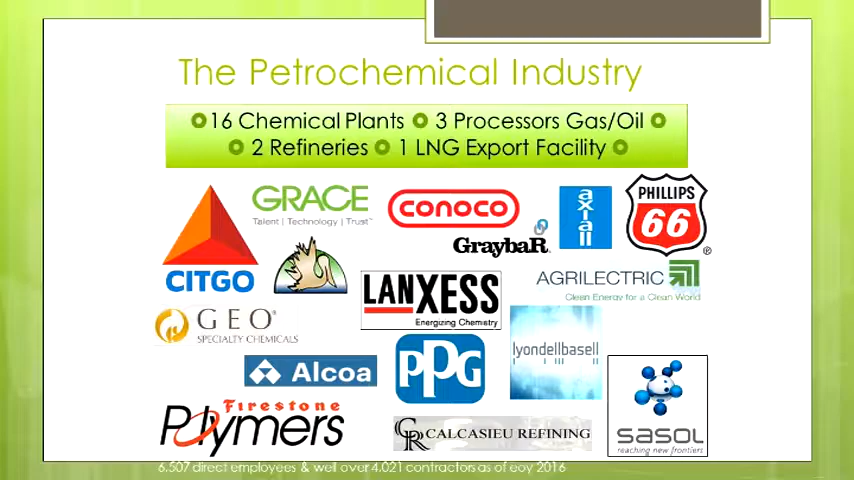 The Petrochemical Industry
16 Chemical Plants 3 Processors Gas/Oil
2 Refineries 1 LNG Export Facility
CITGO
GRACE
Talent | Technology | Trust™
conoco
GraybaR
axiall
PHILLIPS
66
®
LANXESS
Energizing Chemistry
AGRILECTRIC
Clean Energy for a Clean World
GEO®
SPECIALTY CHEMICALS
Alcoa
PPG
lyondellbasell
Firestone
Polymers
CR CALCASIEU REFINING
sasol
reaching new frontiers
6,507 direct employees & well over 4,021 contractors as of eoy 2016